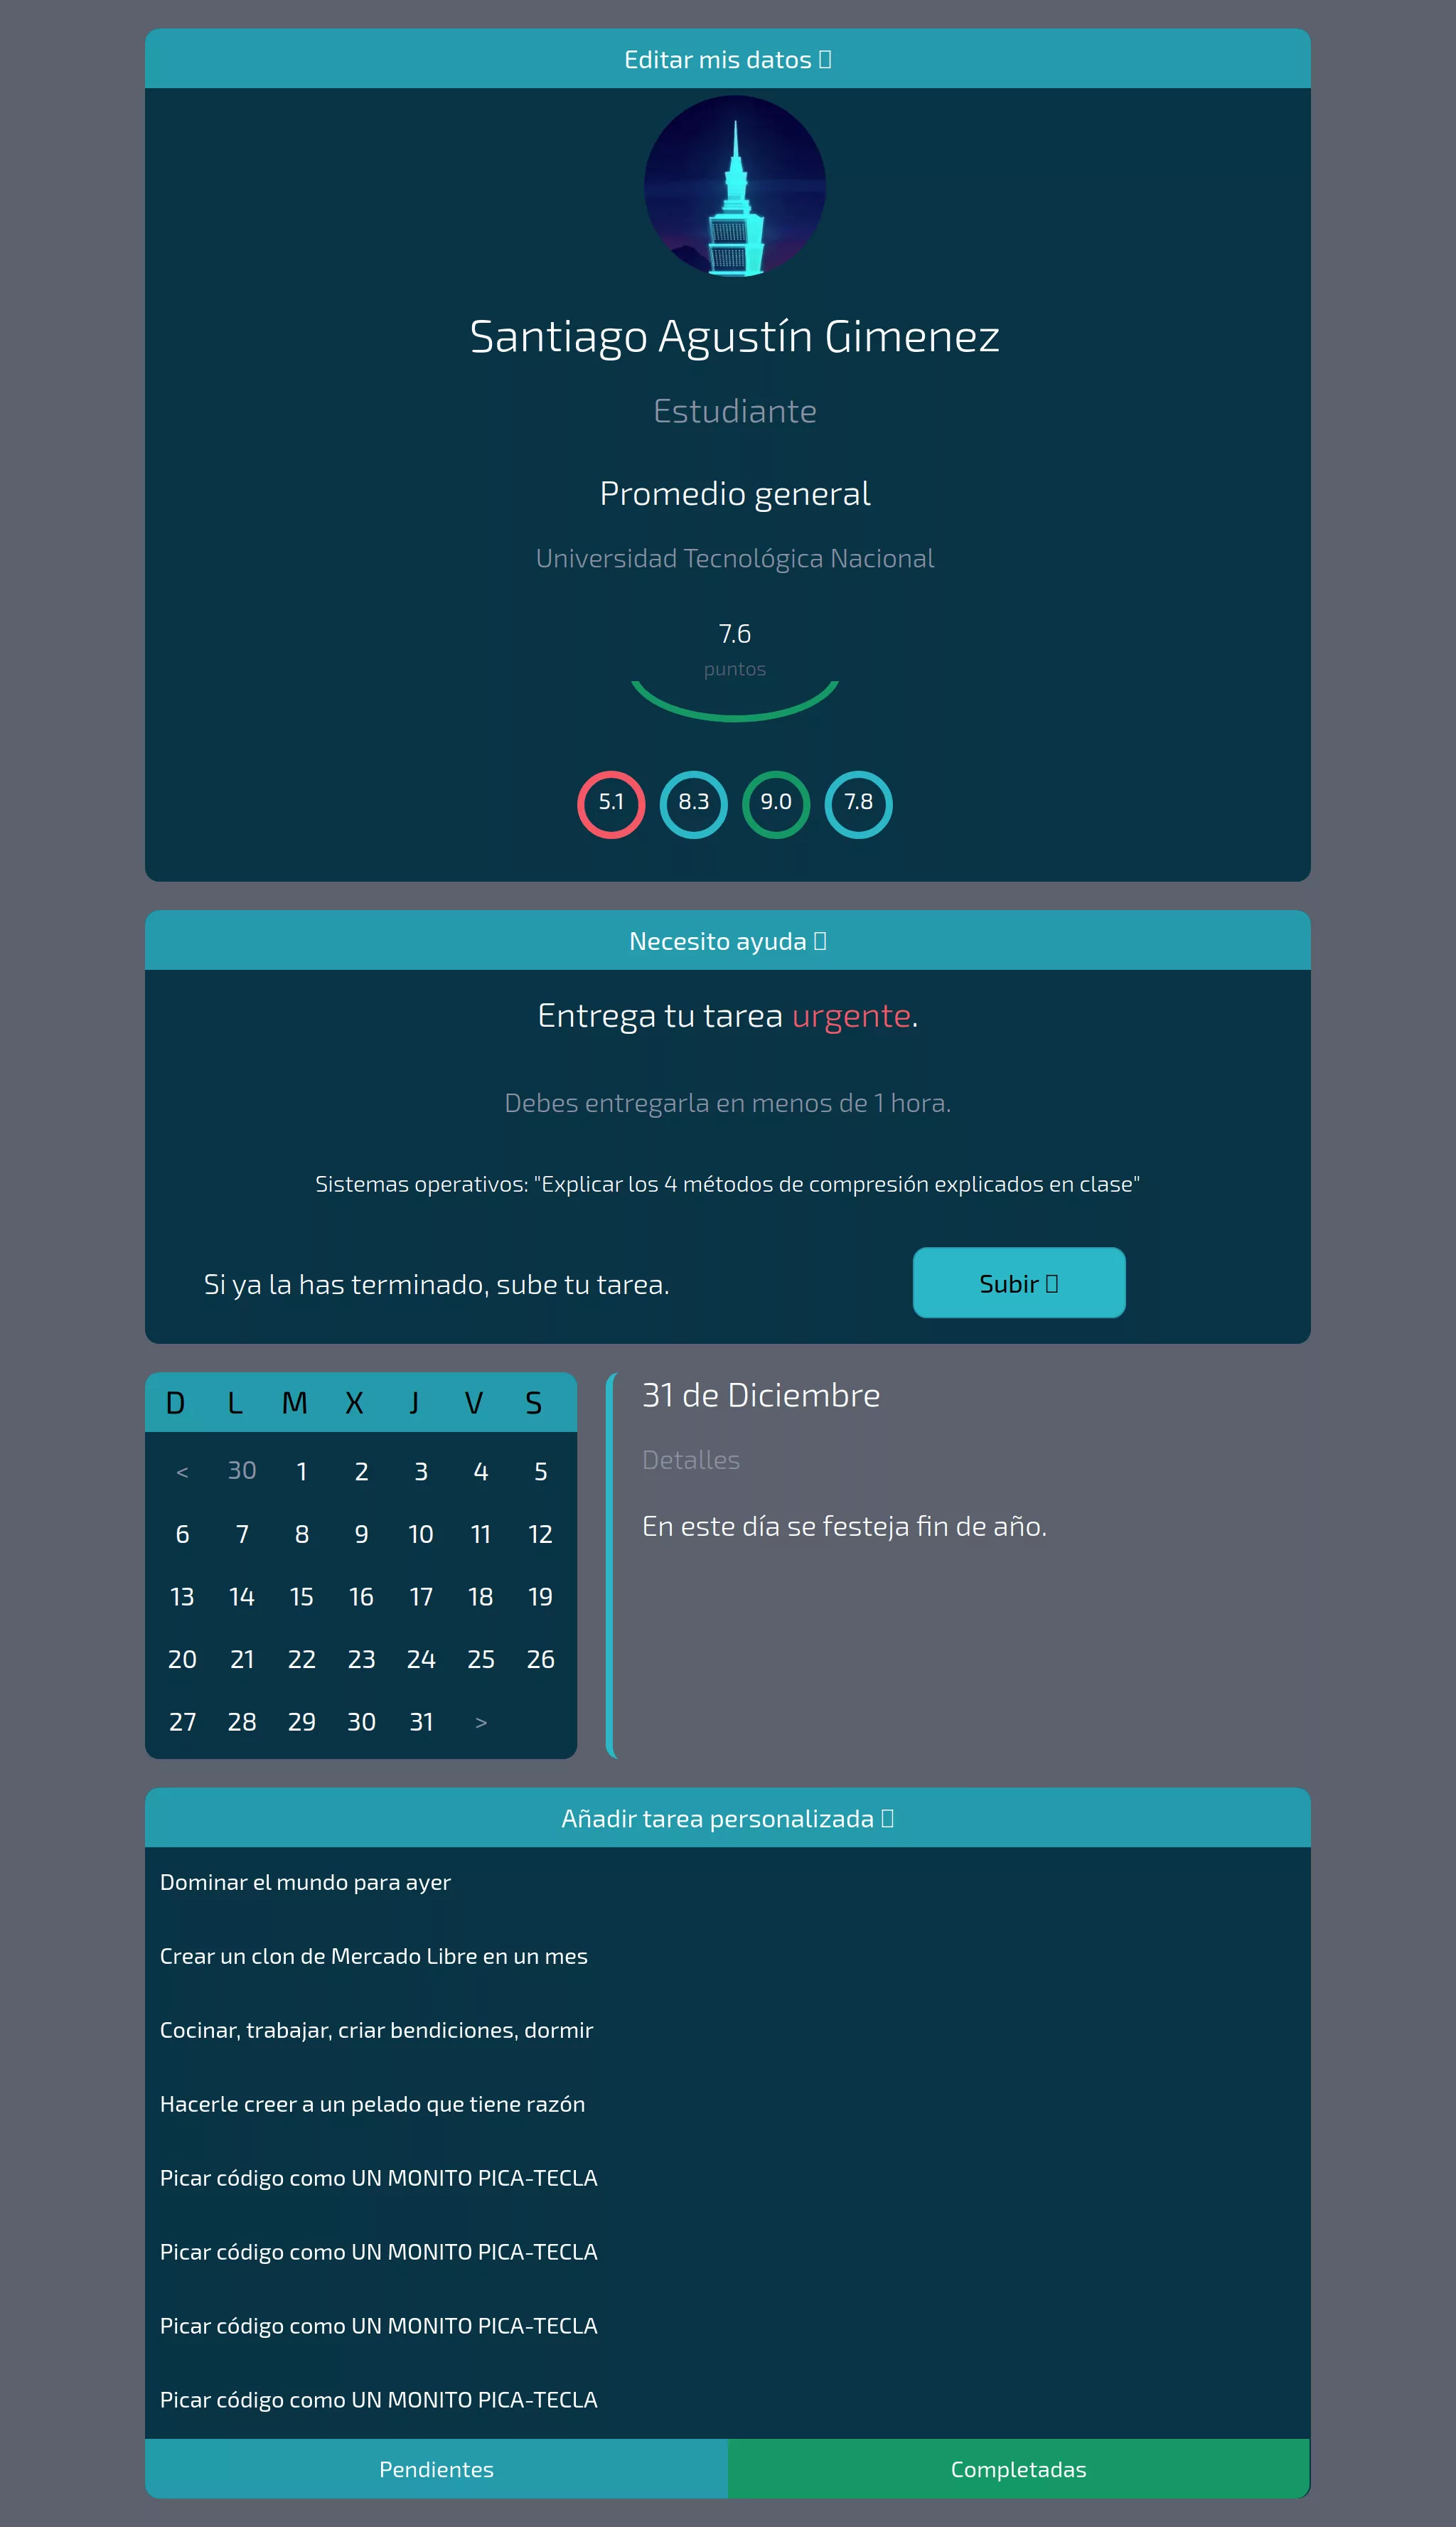 Editar mis datos
Santiago Agustín Gimenez
Estudiante
Promedio general
Universidad Tecnológica Nacional
7.6
puntos
5.1 8.3 9.0 7.8
Necesito ayuda
Entrega tu tarea urgente.
Debes entregarla en menos de 1 hora.
Sistemas operativos: "Explicar los 4 métodos de compresión explicados en clase"
Si ya la has terminado, sube tu tarea.
Subir
D L M X J V S
< 30 1 2 3 4 5
6 7 8 9 10 11 12
13 14 15 16 17 18 19
20 21 22 23 24 25 26
27 28 29 30 31 >
31 de Diciembre
Detalles
En este día se festeja fin de año.
Añadir tarea personalizada
Dominar el mundo para ayer
Crear un clon de Mercado Libre en un mes
Cocinar, trabajar, criar bendiciones, dormir
Hacerle creer a un pelado que tiene razón
Picar código como UN MONITO PICA-TECLA
Picar código como UN MONITO PICA-TECLA
Picar código como UN MONITO PICA-TECLA
Picar código como UN MONITO PICA-TECLA
Pendientes
Completadas